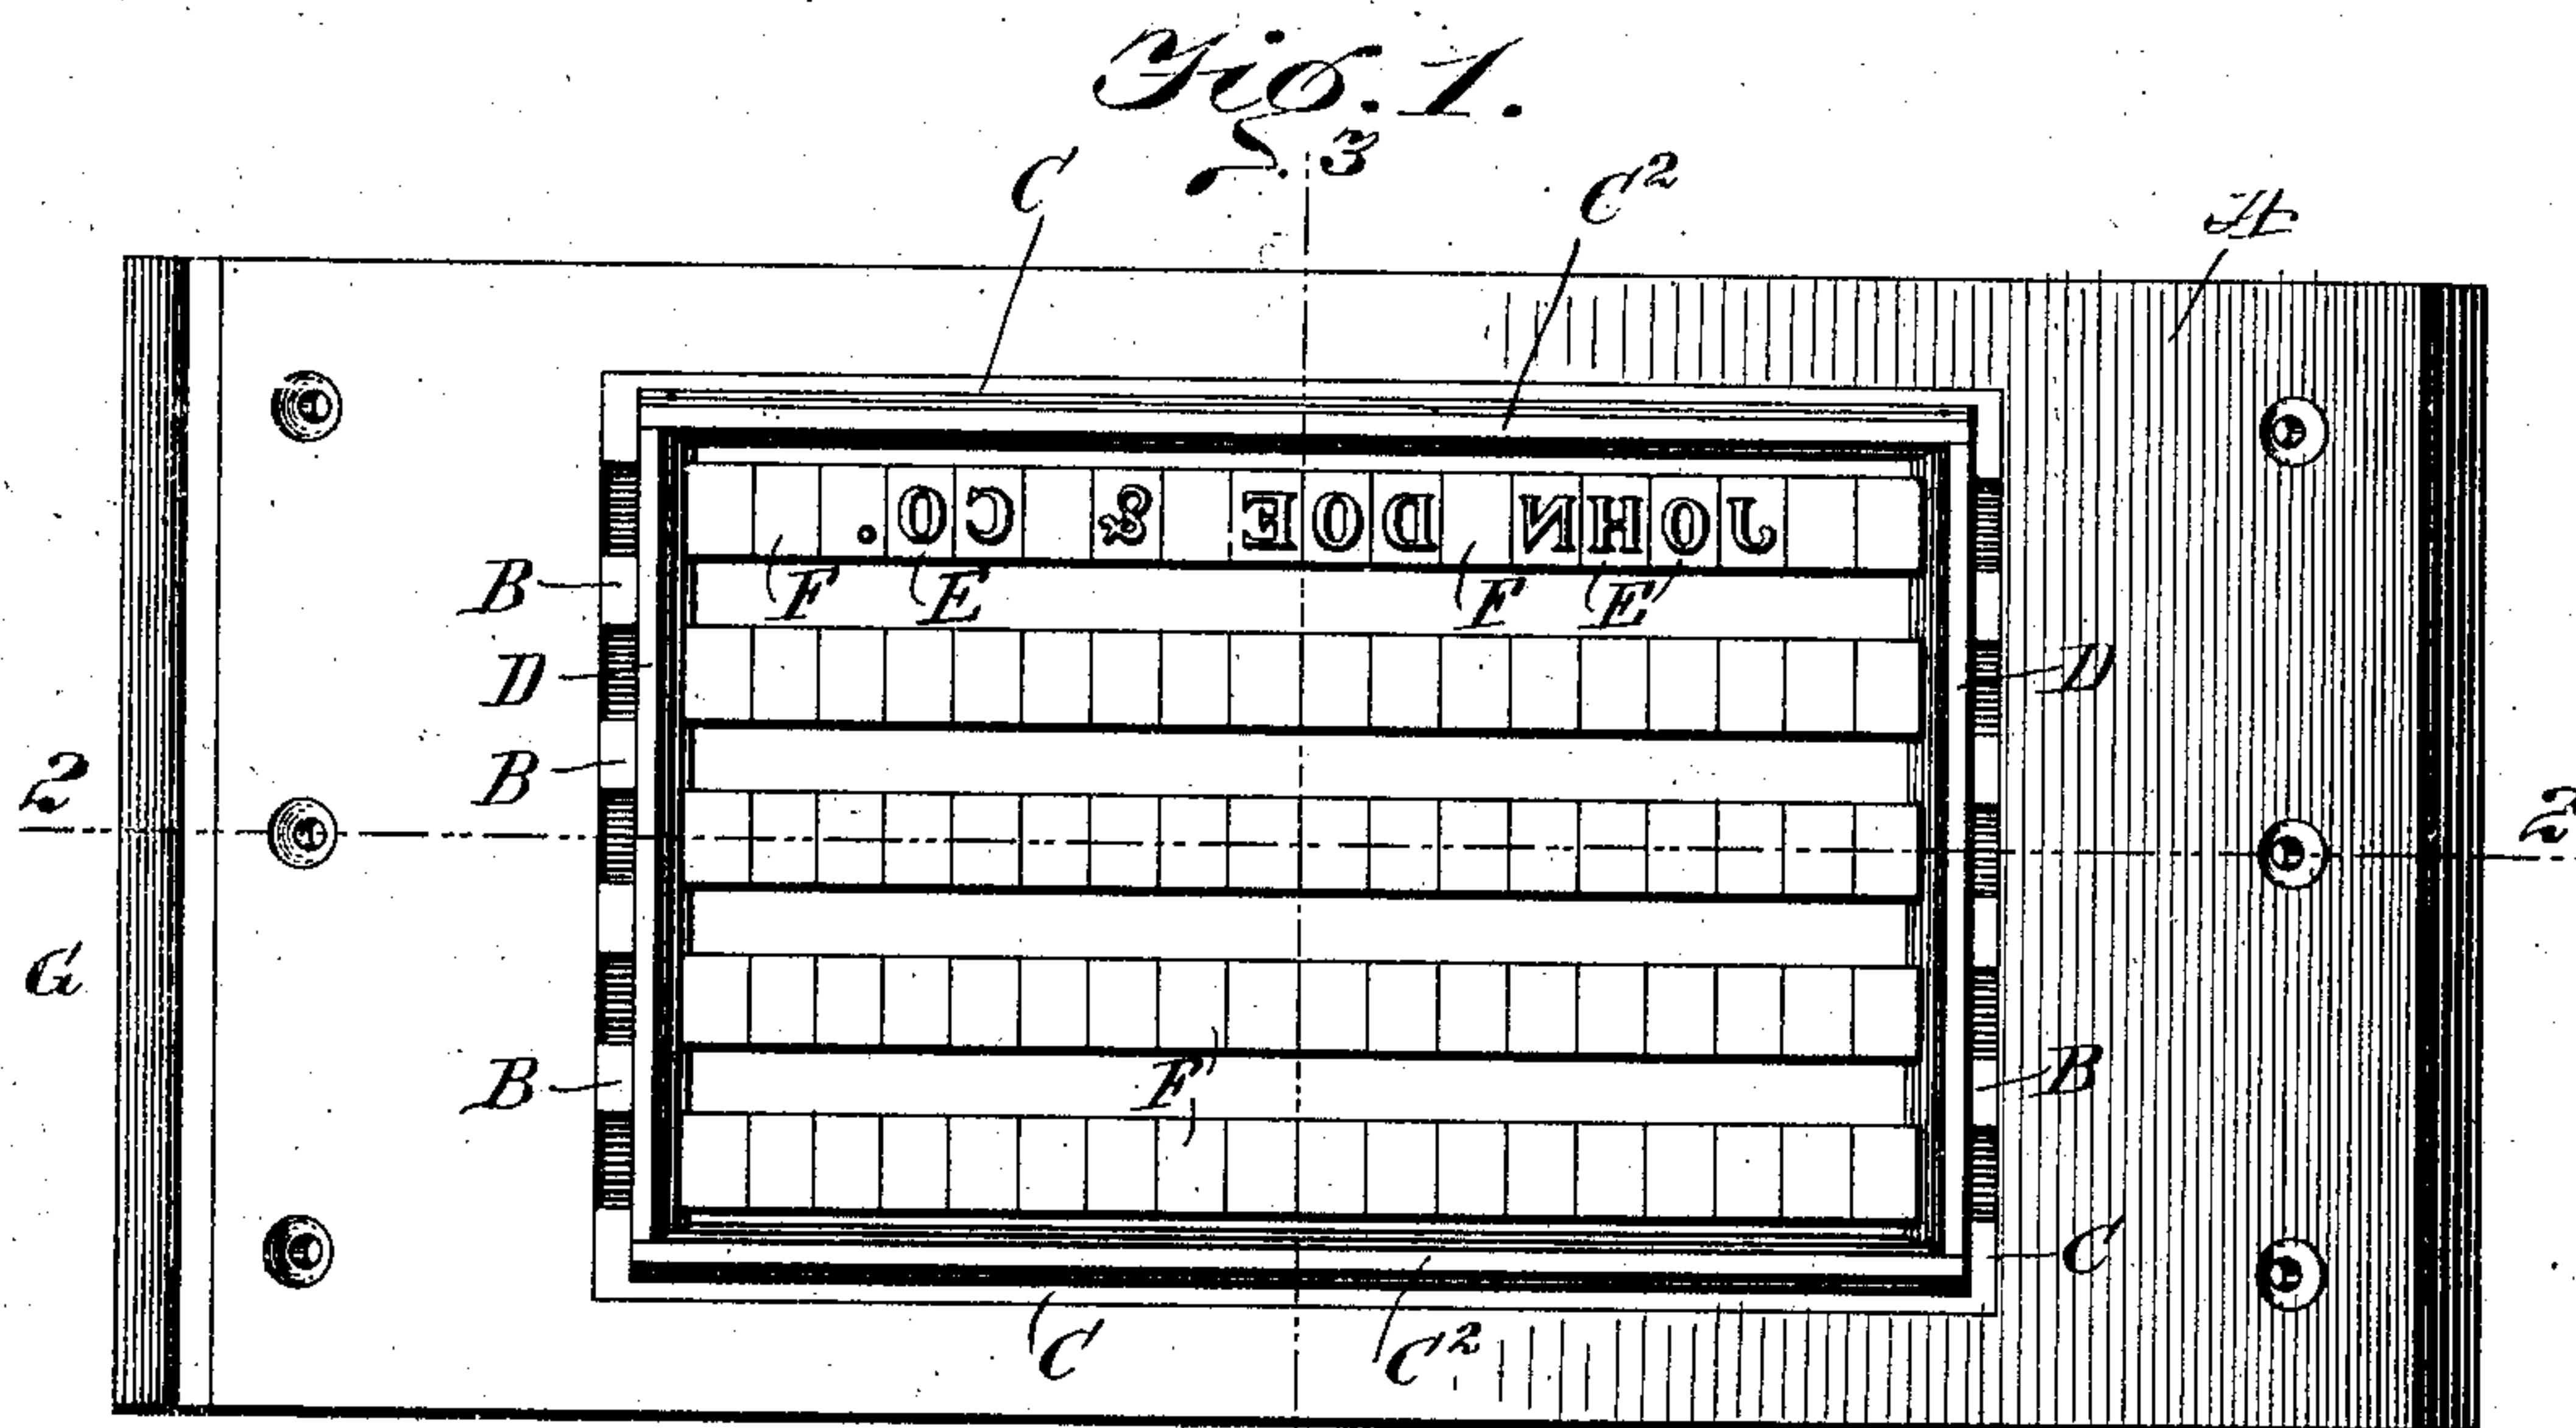 Fig. 1.
3
C C² A
JOHN DOE & CO.
B F E F E
D D
2 B 2
G
B F B
C
C C²